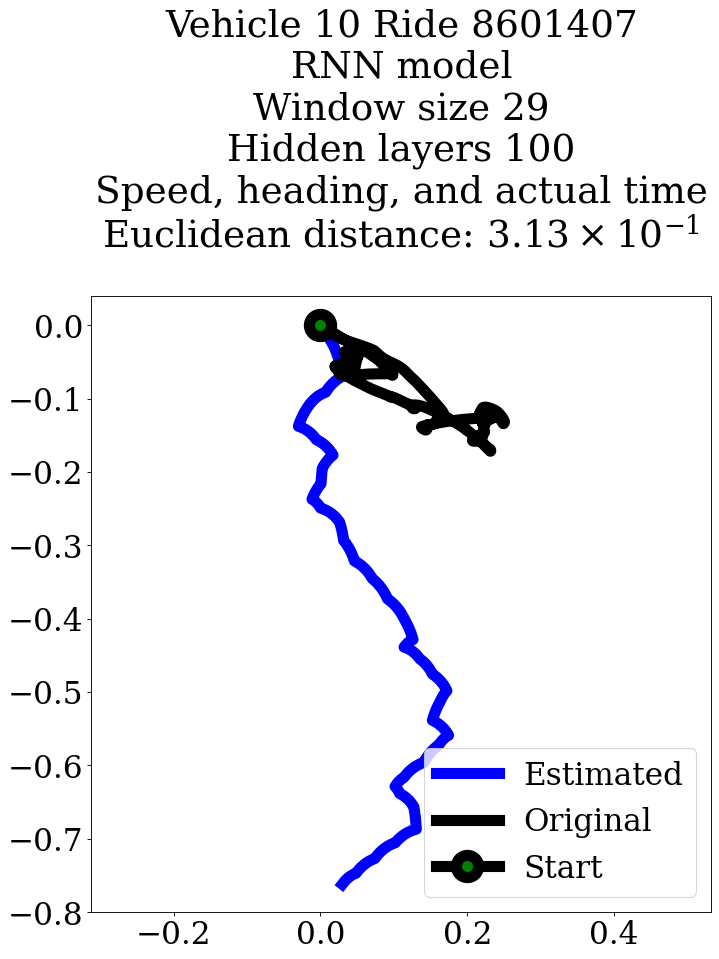 Vehicle 10 Ride 8601407
RNN model
Window size 29
Hidden layers 100
Speed, heading, and actual time
Euclidean distance: 3.13 × 10⁻¹
0.0
−0.1
−0.2
−0.3
−0.4
−0.5
−0.6
−0.7
−0.8
−0.2 0.0 0.2 0.4
Estimated
Original
Start